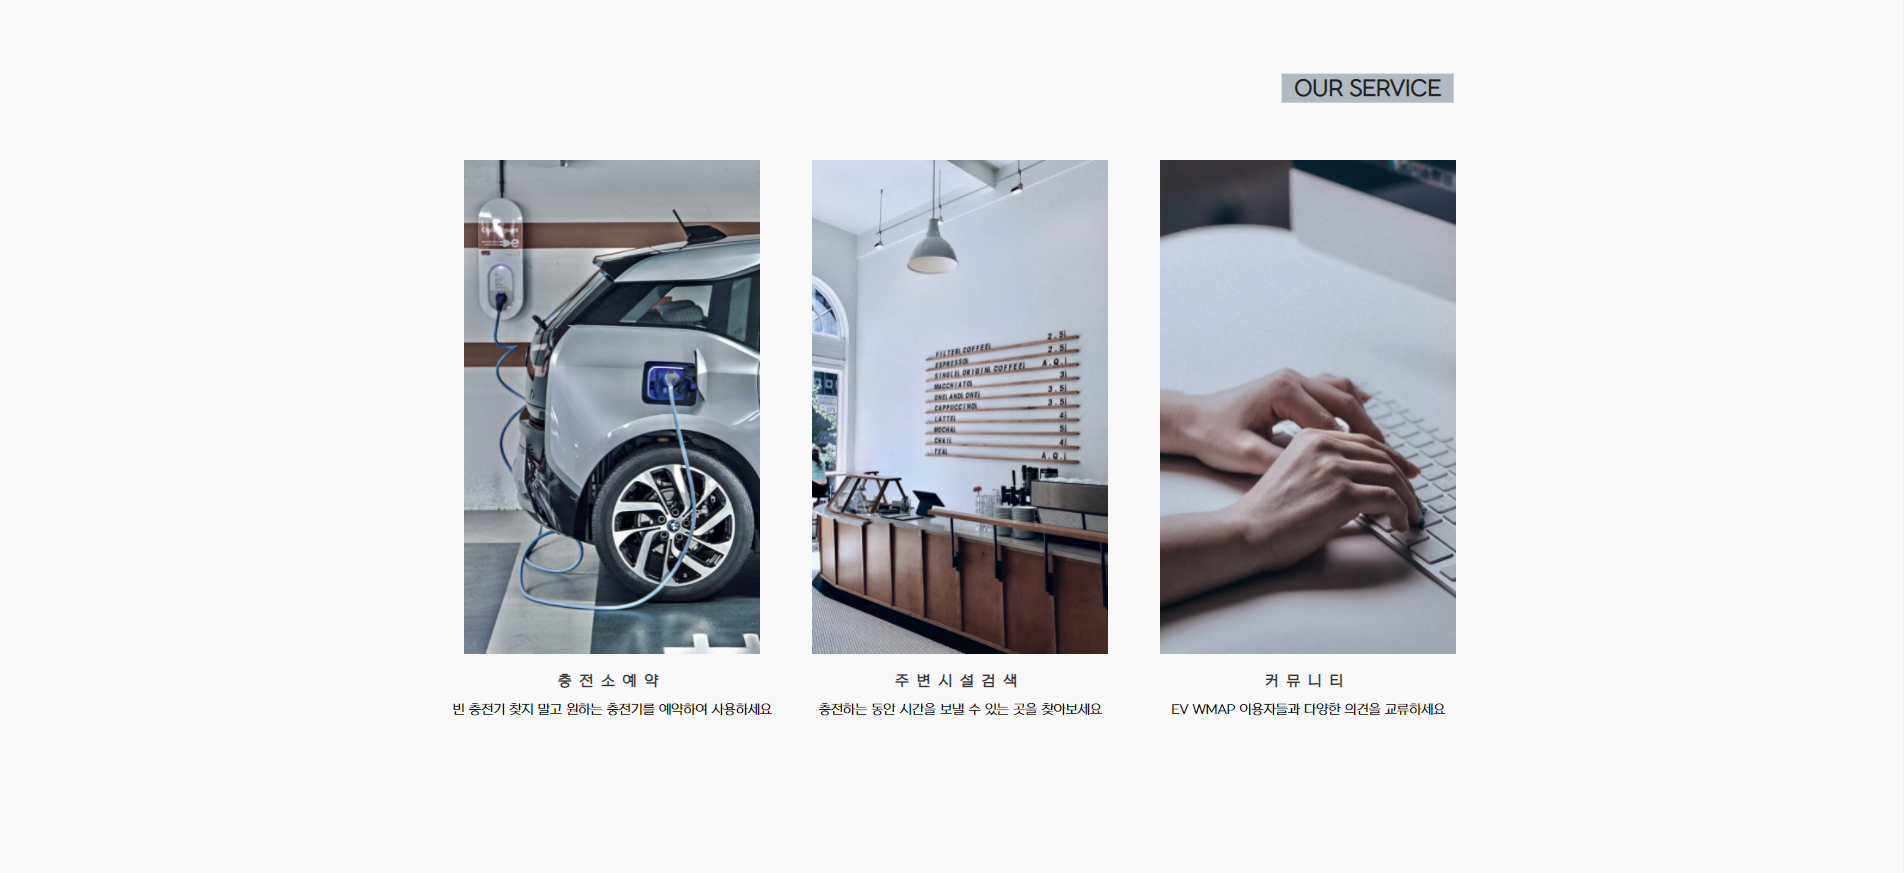 OUR SERVICE
FILTER COFFEE 2.5
ESPRESSO 2.5
SINGLE ORIGIN COFFEE A.Q.
MACCHIATO 3
ONE AND ONE 3.5
CAPPUCCINO 3.5
LATTE 4
MOCHA 5
CHAI 4
TEA A.Q.
충전소예약
빈 충전기 찾지 말고 원하는 충전기를 예약하여 사용하세요
주변시설검색
충전하는 동안 시간을 보낼 수 있는 곳을 찾아보세요
커뮤니티
EV WMAP 이용자들과 다양한 의견을 교류하세요